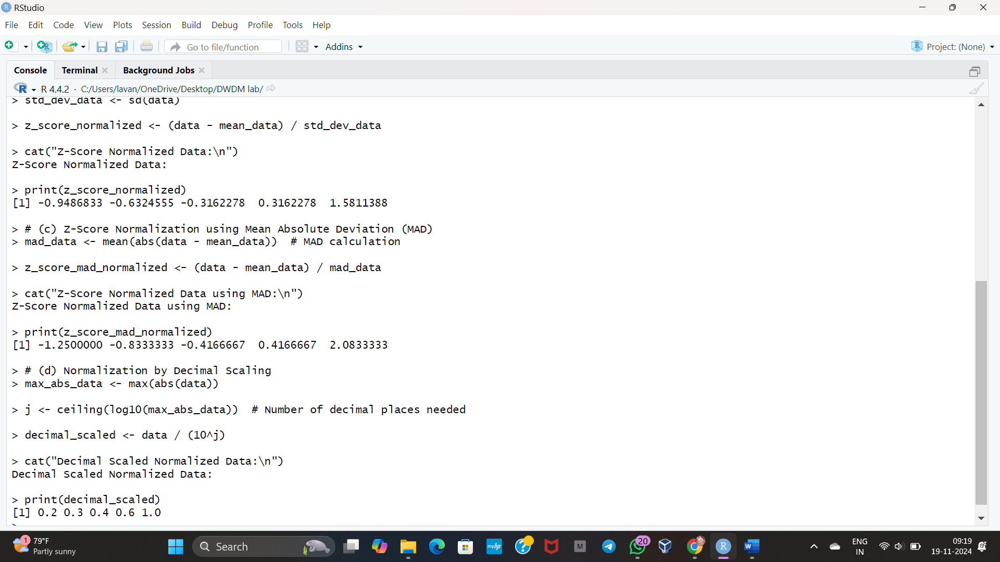 RStudio
File Edit Code View Plots Session Build Debug Profile Tools Help
Go to file/function
Addins
Project: (None)
Console Terminal Background Jobs
R 4.4.2 · C:/Users/lavan/OneDrive/Desktop/DWDM lab/
> std_dev_data <- sd(data)
> z_score_normalized <- (data - mean_data) / std_dev_data
> cat("Z-Score Normalized Data:\n")
Z-Score Normalized Data:
> print(z_score_normalized)
[1] -0.9486833 -0.6324555 -0.3162278  0.3162278  1.5811388
> # (c) Z-Score Normalization using Mean Absolute Deviation (MAD)
> mad_data <- mean(abs(data - mean_data))  # MAD calculation
> z_score_mad_normalized <- (data - mean_data) / mad_data
> cat("Z-Score Normalized Data using MAD:\n")
Z-Score Normalized Data using MAD:
> print(z_score_mad_normalized)
[1] -1.2500000 -0.8333333 -0.4166667  0.4166667  2.0833333
> # (d) Normalization by Decimal Scaling
> max_abs_data <- max(abs(data))
> j <- ceiling(log10(max_abs_data))  # Number of decimal places needed
> decimal_scaled <- data / (10^j)
> cat("Decimal Scaled Normalized Data:\n")
Decimal Scaled Normalized Data:
> print(decimal_scaled)
[1] 0.2 0.3 0.4 0.6 1.0
1
79°F
Partly sunny
Search
myhp
M
20
R
W
ENG
IN
09:19
19-11-2024